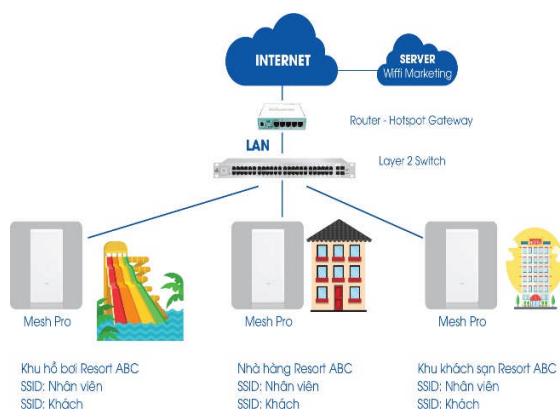 INTERNET
SERVER
Wiffi Marketing
Router - Hotspot Gateway
LAN
Layer 2 Switch
Mesh Pro
Mesh Pro
Mesh Pro
Khu hồ bơi Resort ABC
SSID: Nhân viên
SSID: Khách
Nhà hàng Resort ABC
SSID: Nhân viên
SSID: Khách
Khu khách sạn Resort ABC
SSID: Nhân viên
SSID: Khách